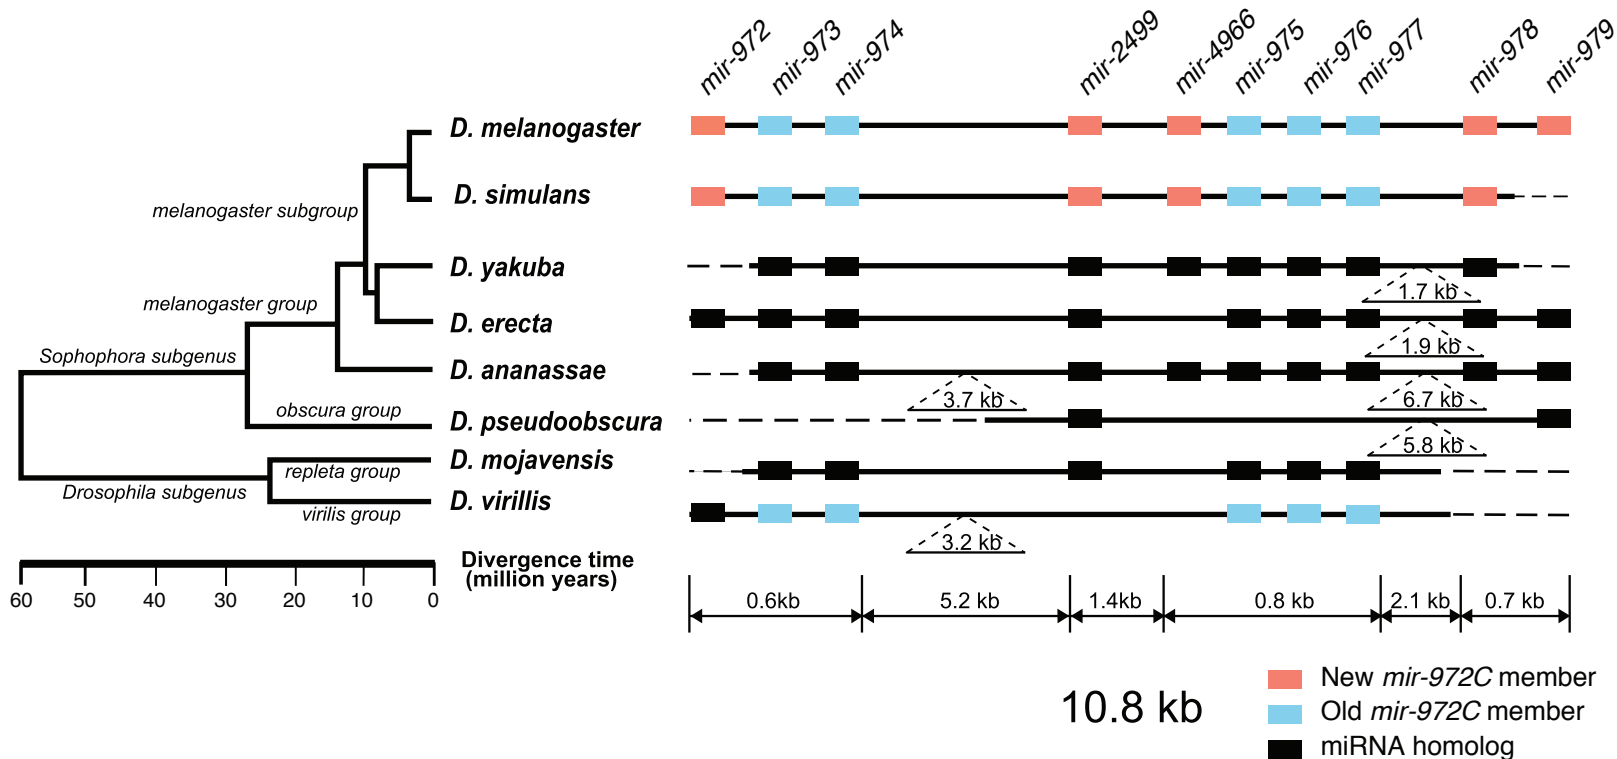 mir-972
mir-973
mir-974
mir-2499
mir-4966
mir-975
mir-976
mir-977
mir-978
mir-979
D. melanogaster
D. simulans
melanogaster subgroup
D. yakuba
1.7 kb
melanogaster group
D. erecta
1.9 kb
Sophophora subgenus
D. ananassae
3.7 kb
6.7 kb
obscura group
D. pseudoobscura
5.8 kb
D. mojavensis
repleta group
Drosophila subgenus
D. virillis
virilis group
3.2 kb
Divergence time
(million years)
60 50 40 30 20 10 0
0.6kb 5.2 kb 1.4kb 0.8 kb 2.1 kb 0.7 kb
10.8 kb
New mir-972C member
Old mir-972C member
miRNA homolog